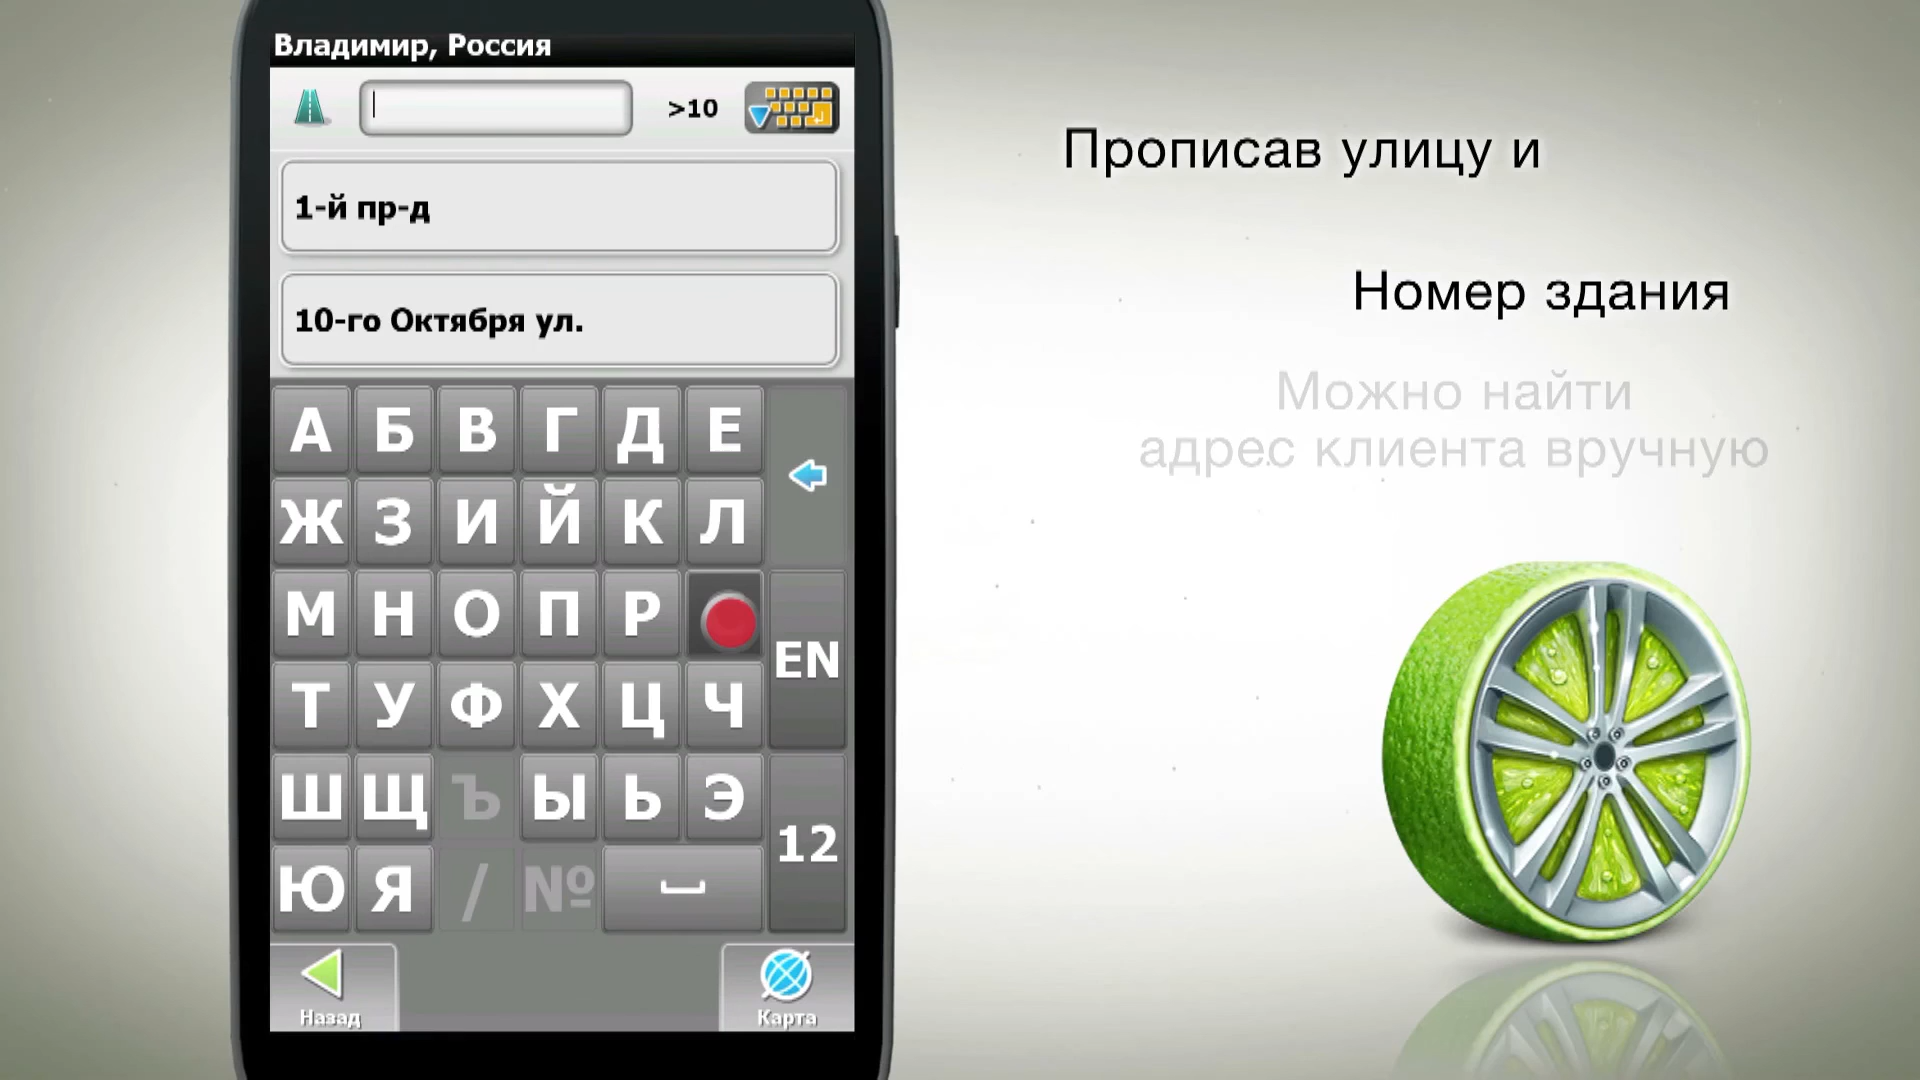 Владимир, Россия
>10
1-й пр-д
10-го Октября ул.
А Б В Г Д Е
Ж З И Й К Л
М Н О П Р
EN
Т У Ф Х Ц Ч
Ш Щ Ъ Ы Ь Э
12
Ю Я / №
Назад
Карта
Прописав улицу и
Номер здания
Можно найти
адрес клиента вручную